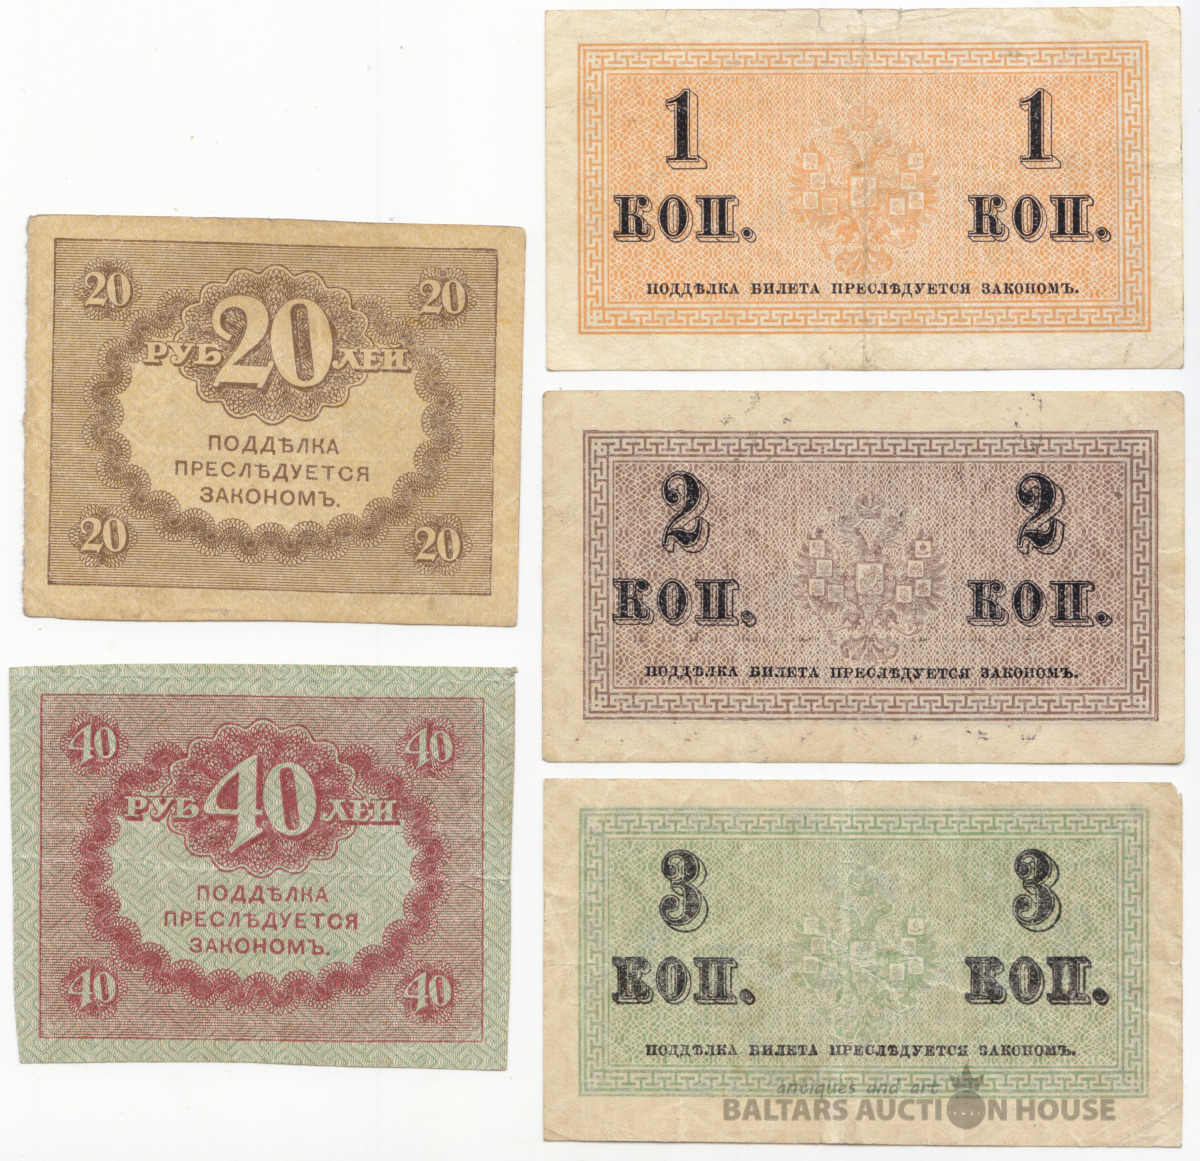 20 20
РУБ 20 ЛЕЙ
ПОДДѢЛКА
ПРЕСЛѢДУЕТСЯ
ЗАКОНОМЪ.
20 20
40 40
РУБ 40 ЛЕЙ
ПОДДѢЛКА
ПРЕСЛѢДУЕТСЯ
ЗАКОНОМЪ.
40 40
1 1
КОП. КОП.
ПОДДѢЛКА БИЛЕТА ПРЕСЛѢДУЕТСЯ ЗАКОНОМЪ.
2 2
КОП. КОП.
ПОДДѢЛКА БИЛЕТА ПРЕСЛѢДУЕТСЯ ЗАКОНОМЪ.
3 3
КОП. КОП.
ПОДДѢЛКА БИЛЕТА ПРЕСЛѢДУЕТСЯ ЗАКОНОМЪ.
antiques and art
BALTARS AUCTION HOUSE